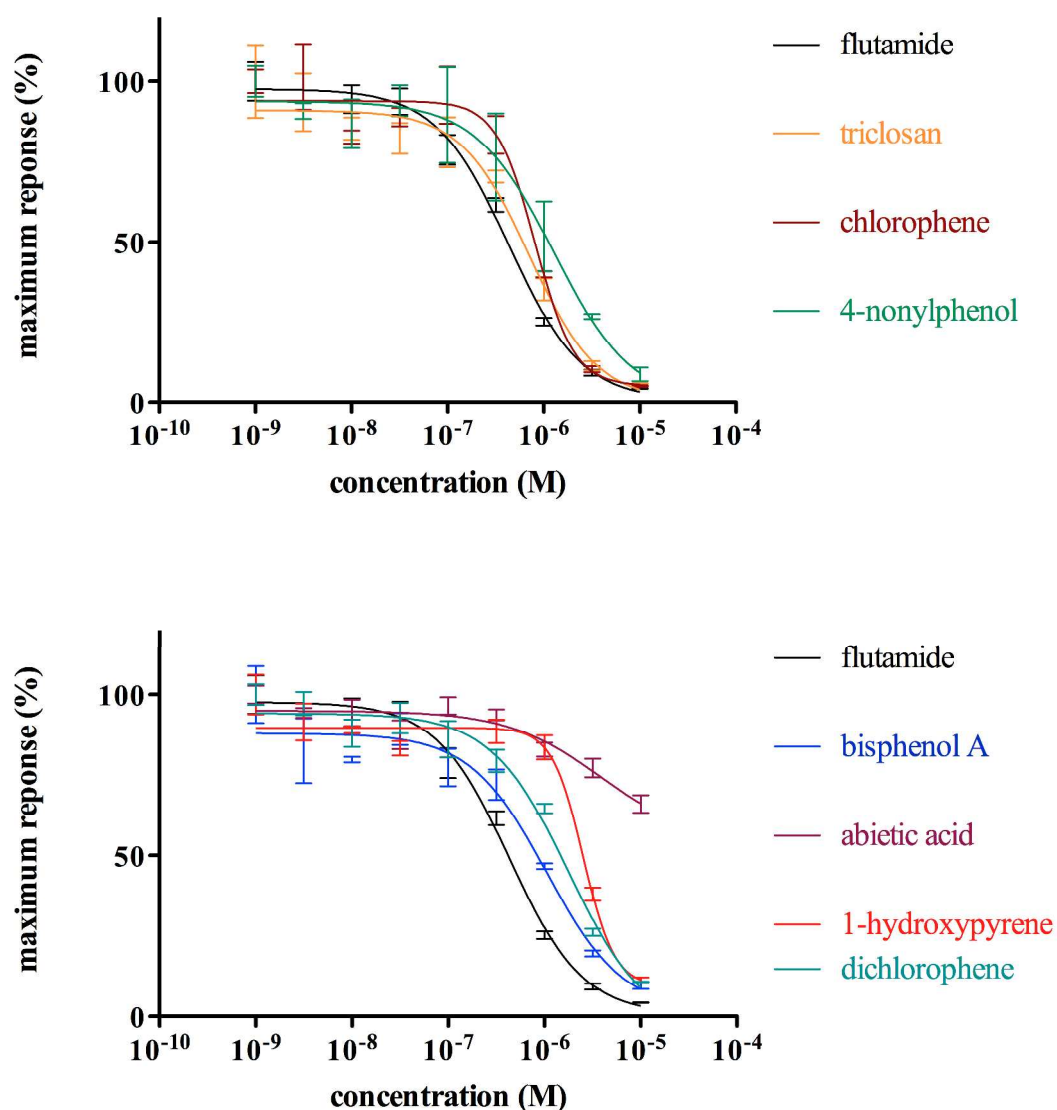 maximum reponse (%)
100
50
0
10-10
10-9
10-8
10-7
10-6
10-5
10-4
concentration (M)
flutamide
triclosan
chlorophene
4-nonylphenol
maximum reponse (%)
100
50
0
10-10
10-9
10-8
10-7
10-6
10-5
10-4
concentration (M)
flutamide
bisphenol A
abietic acid
1-hydroxypyrene
dichlorophene